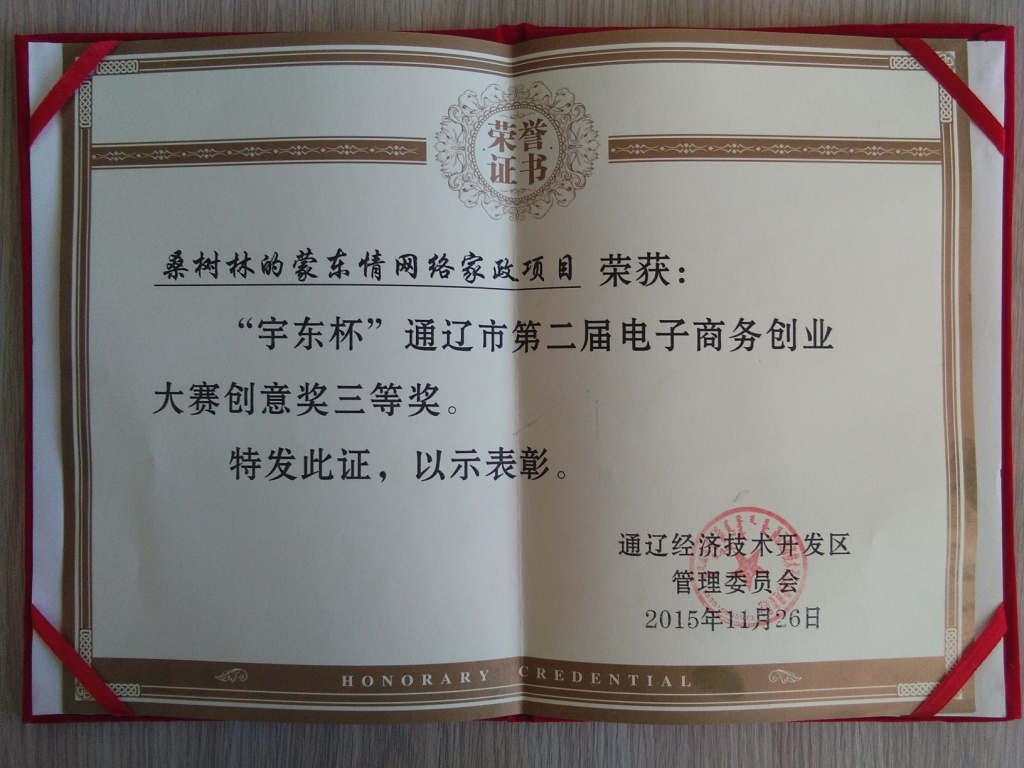 荣誉
证书
桑树林的蒙东情网络家政项目 荣获：
“宇东杯”通辽市第二届电子商务创业
大赛创意奖三等奖。
特发此证，以示表彰。
通辽经济技术开发区
管理委员会
2015年11月26日
HONORARY CREDENTIAL